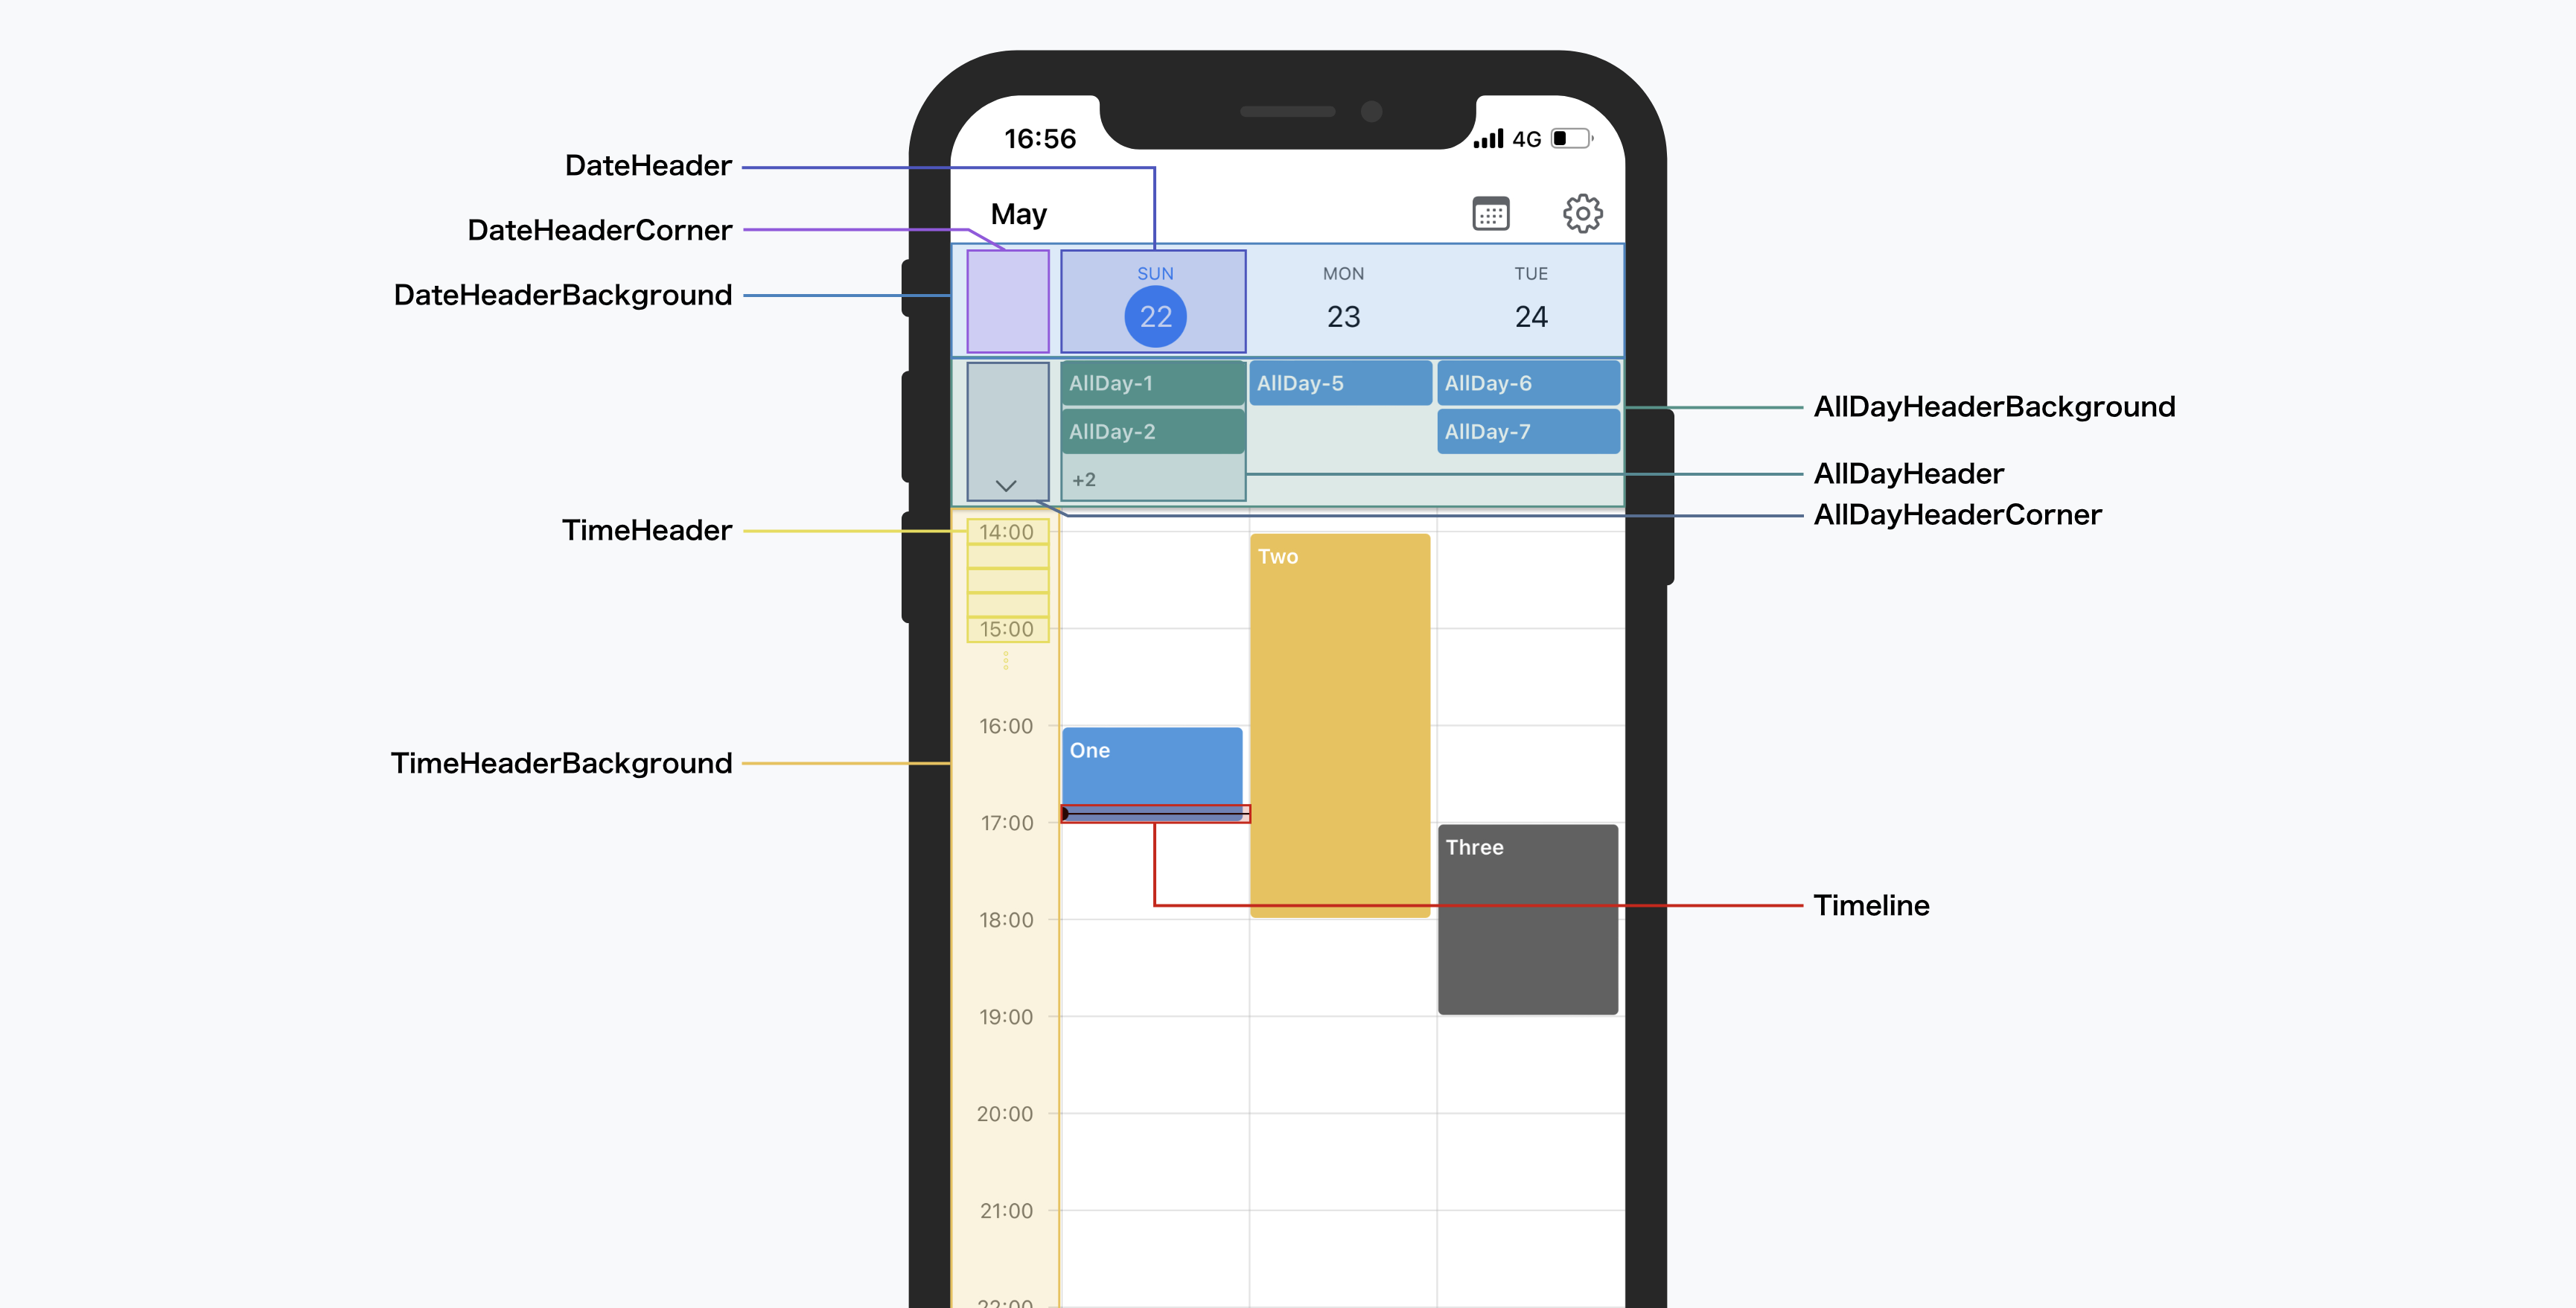 16:56
4G
DateHeader
May
DateHeaderCorner
SUN
MON
TUE
DateHeaderBackground
22
23
24
AllDay-1
AllDay-5
AllDay-6
AllDayHeaderBackground
AllDay-2
AllDay-7
+2
AllDayHeader
AllDayHeaderCorner
TimeHeader
14:00
Two
15:00
16:00
One
TimeHeaderBackground
17:00
Three
Timeline
18:00
19:00
20:00
21:00
22:00